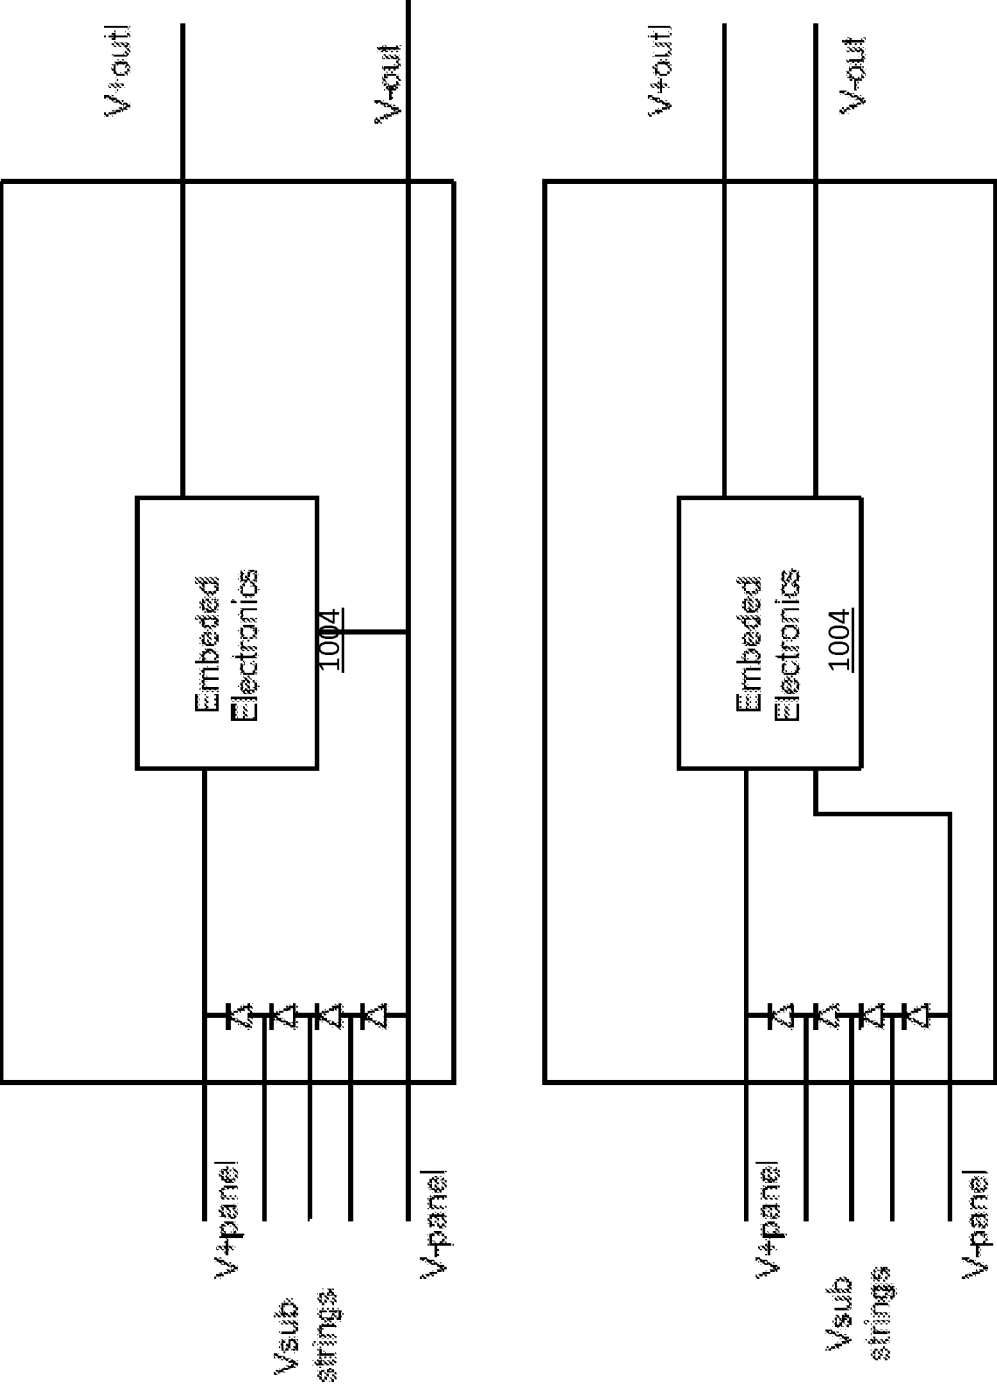 V+out
V-out
Embeded
Electronics
1004
V+panel
Vsub
strings
V-panel
V+out
V-out
Embeded
Electronics
1004
V+panel
Vsub
strings
V-panel